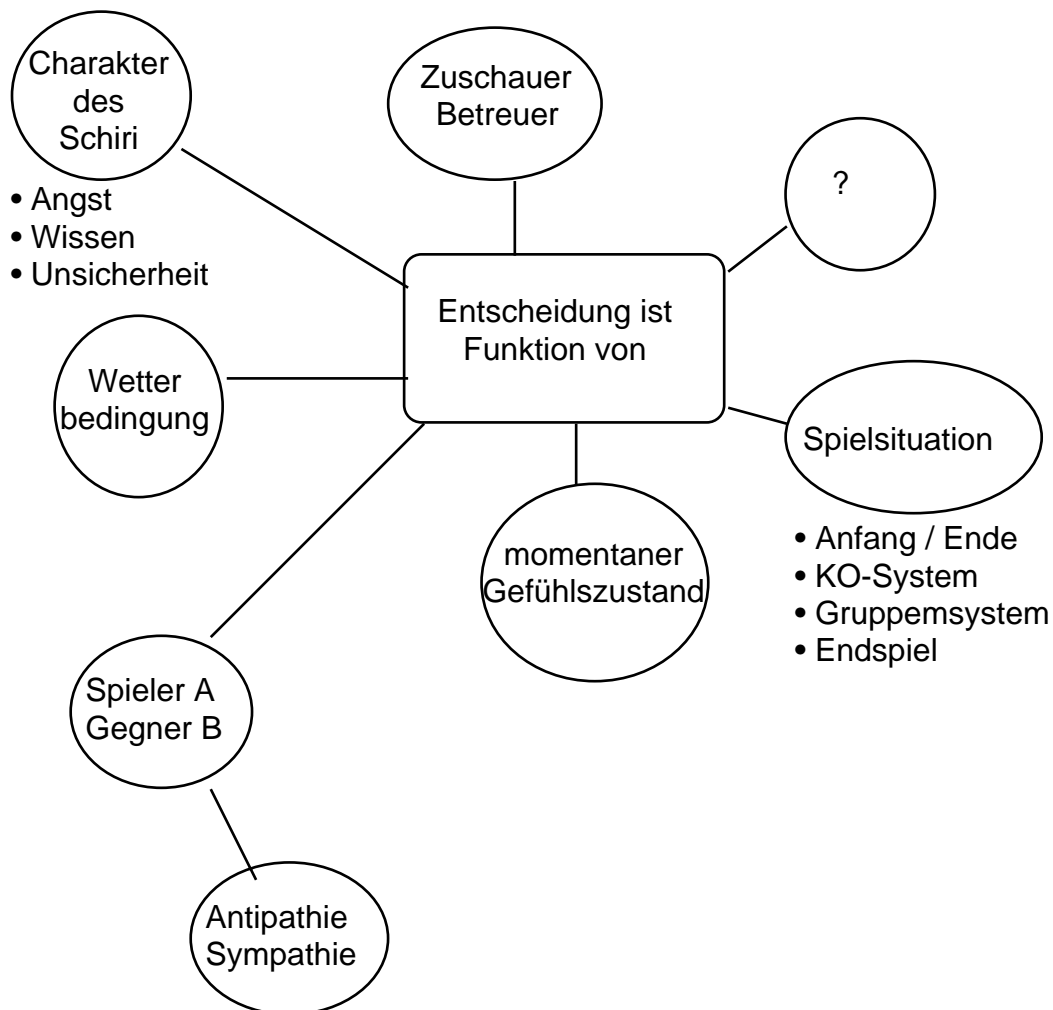 Charakter
des
Schiri
• Angst
• Wissen
• Unsicherheit
Zuschauer
Betreuer
?
Entscheidung ist
Funktion von
Wetter
bedingung
Spielsituation
• Anfang / Ende
• KO-System
• Gruppemsystem
• Endspiel
momentaner
Gefühlszustand
Spieler A
Gegner B
Antipathie
Sympathie